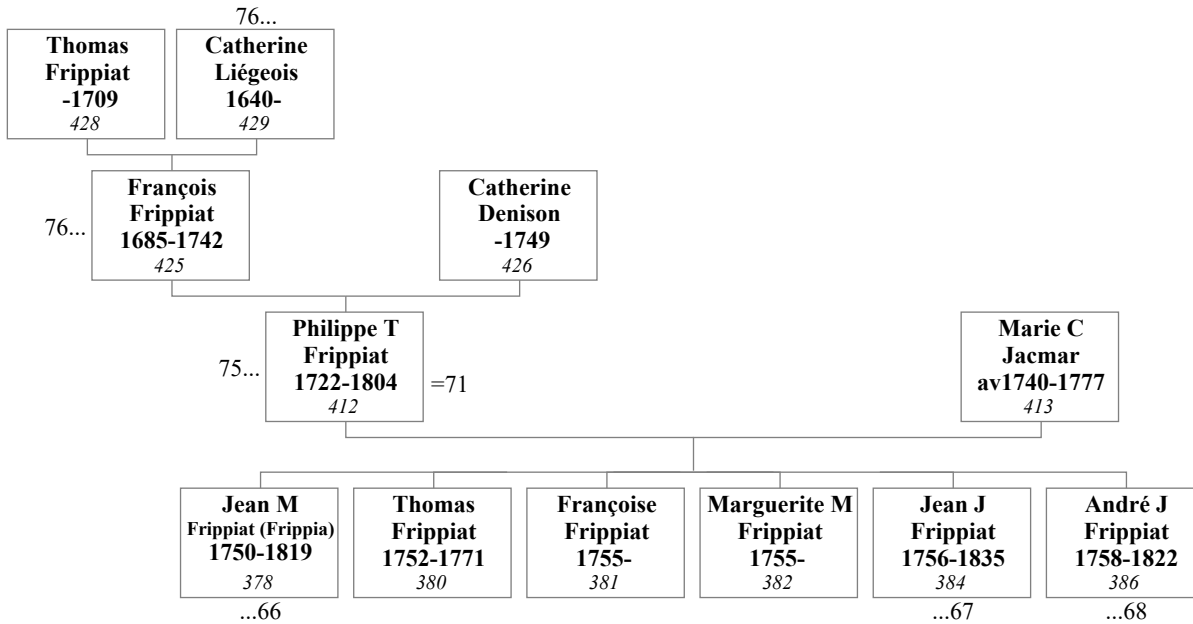 76...
Thomas
Frippiat
-1709
428
Catherine
Liégeois
1640-
429
76...
François
Frippiat
1685-1742
425
Catherine
Denison
-1749
426
75...
Philippe T
Frippiat
1722-1804
412
=71
Marie C
Jacmar
av1740-1777
413
Jean M
Frippiat (Frippia)
1750-1819
378
...66
Thomas
Frippiat
1752-1771
380
Françoise
Frippiat
1755-
381
Marguerite M
Frippiat
1755-
382
Jean J
Frippiat
1756-1835
384
...67
André J
Frippiat
1758-1822
386
...68